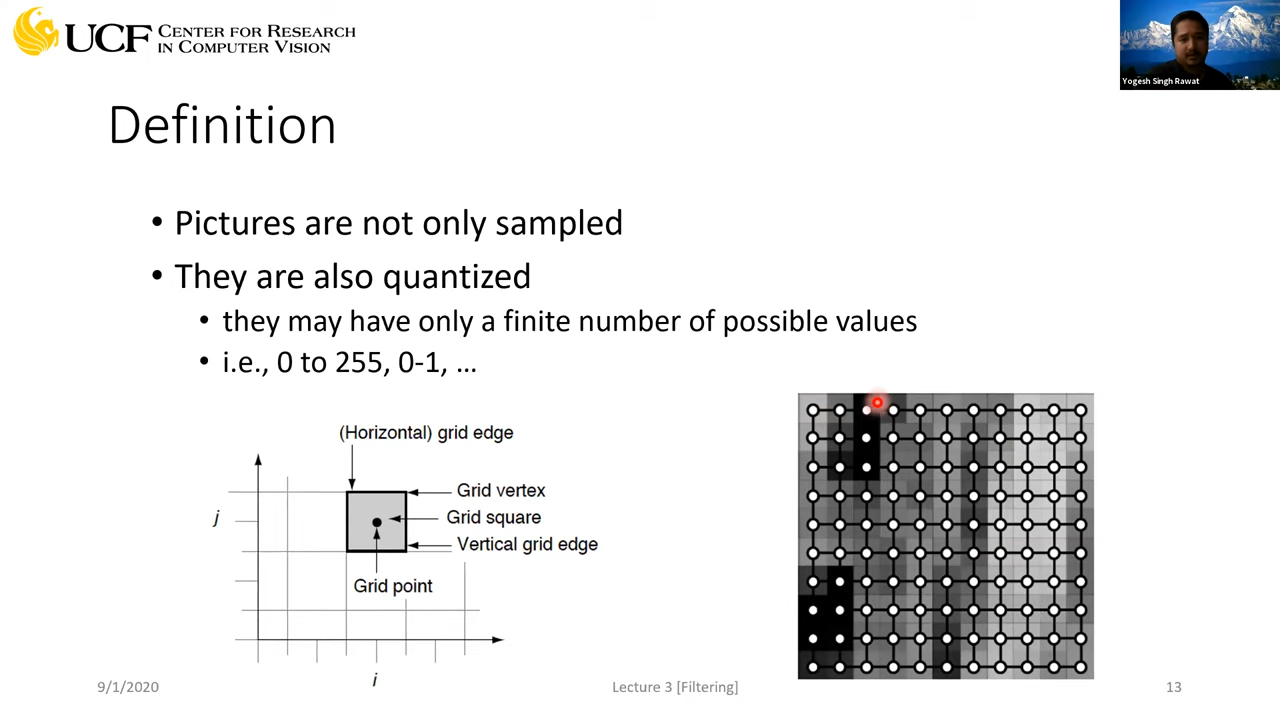 UCF CENTER FOR RESEARCH
IN COMPUTER VISION
Yogesh Singh Rawat
Definition
• Pictures are not only sampled
• They are also quantized
• they may have only a finite number of possible values
• i.e., 0 to 255, 0-1, …
(Horizontal) grid edge
Grid vertex
Grid square
Vertical grid edge
Grid point
j
i
9/1/2020
Lecture 3 [Filtering]
13